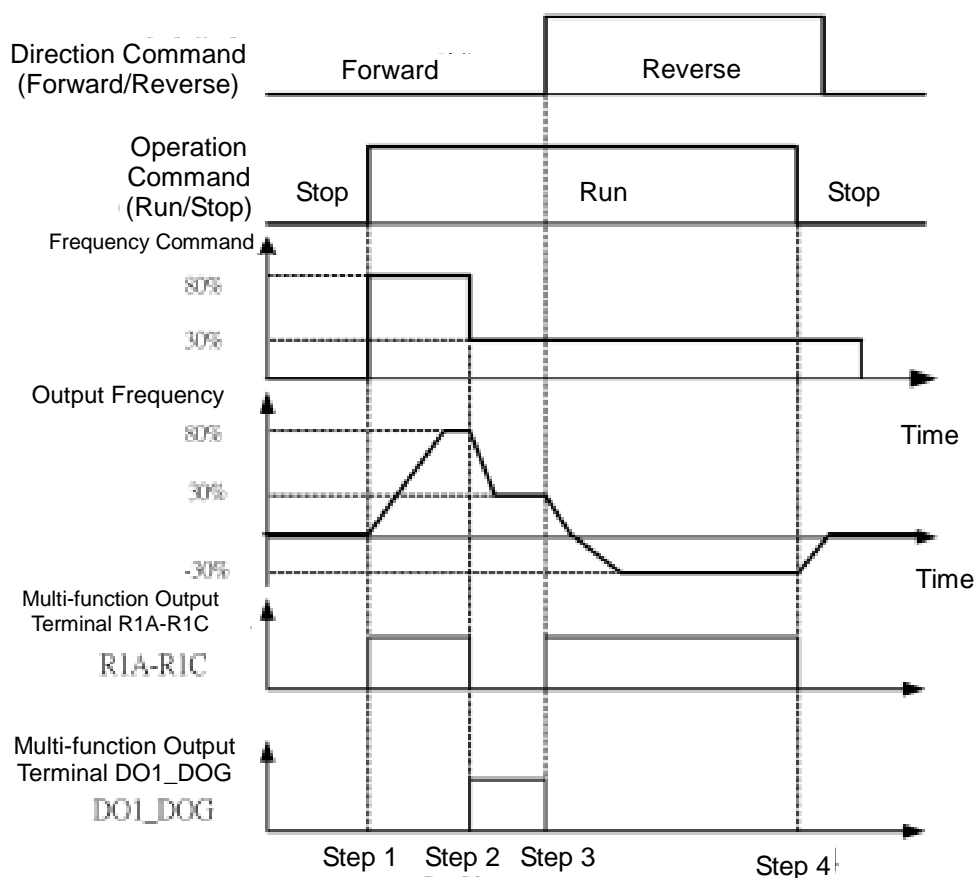 Direction Command
(Forward/Reverse)
Forward
Reverse
Operation
Command
(Run/Stop)
Stop
Run
Stop
Frequency Command
80%
30%
Time
Output Frequency
80%
30%
-30%
Time
Multi-function Output
Terminal R1A-R1C
R1A-R1C
Multi-function Output
Terminal DO1_DOG
DO1_DOG
Step 1
Step 2
Step 3
Step 4